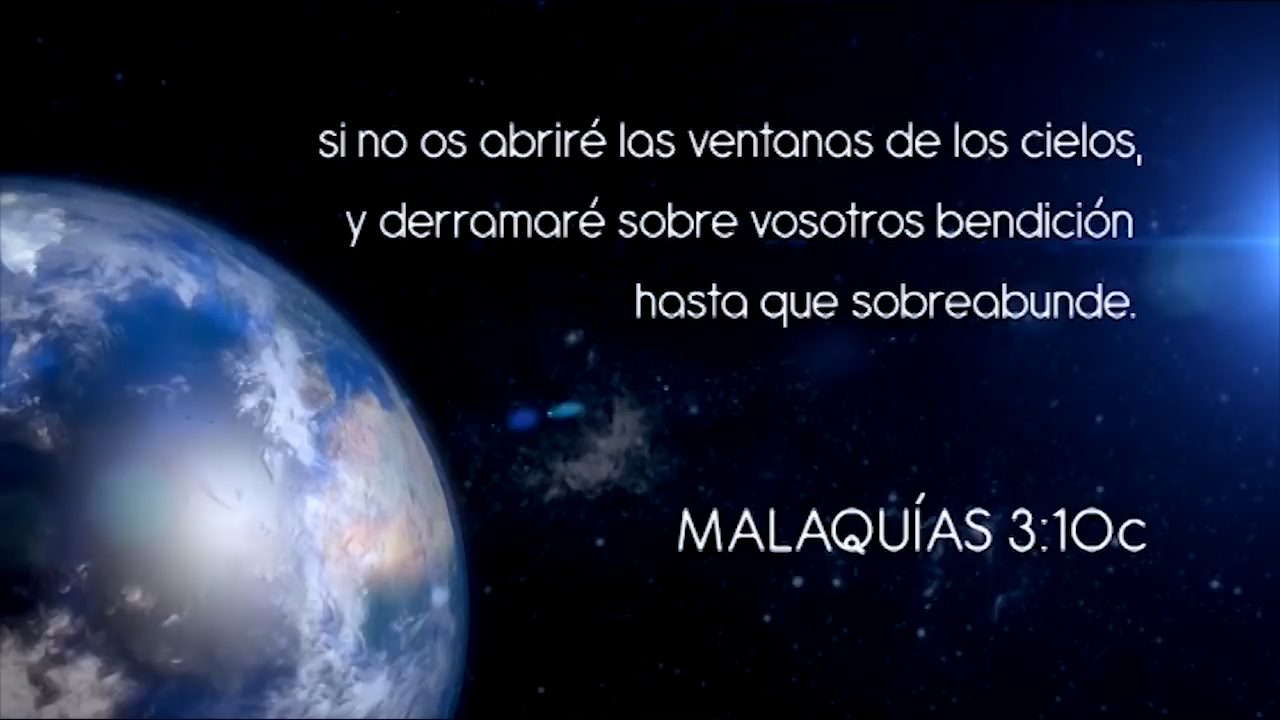 si no os abriré las ventanas de los cielos,
y derramaré sobre vosotros bendición
hasta que sobreabunde.
MALAQUÍAS 3:10c